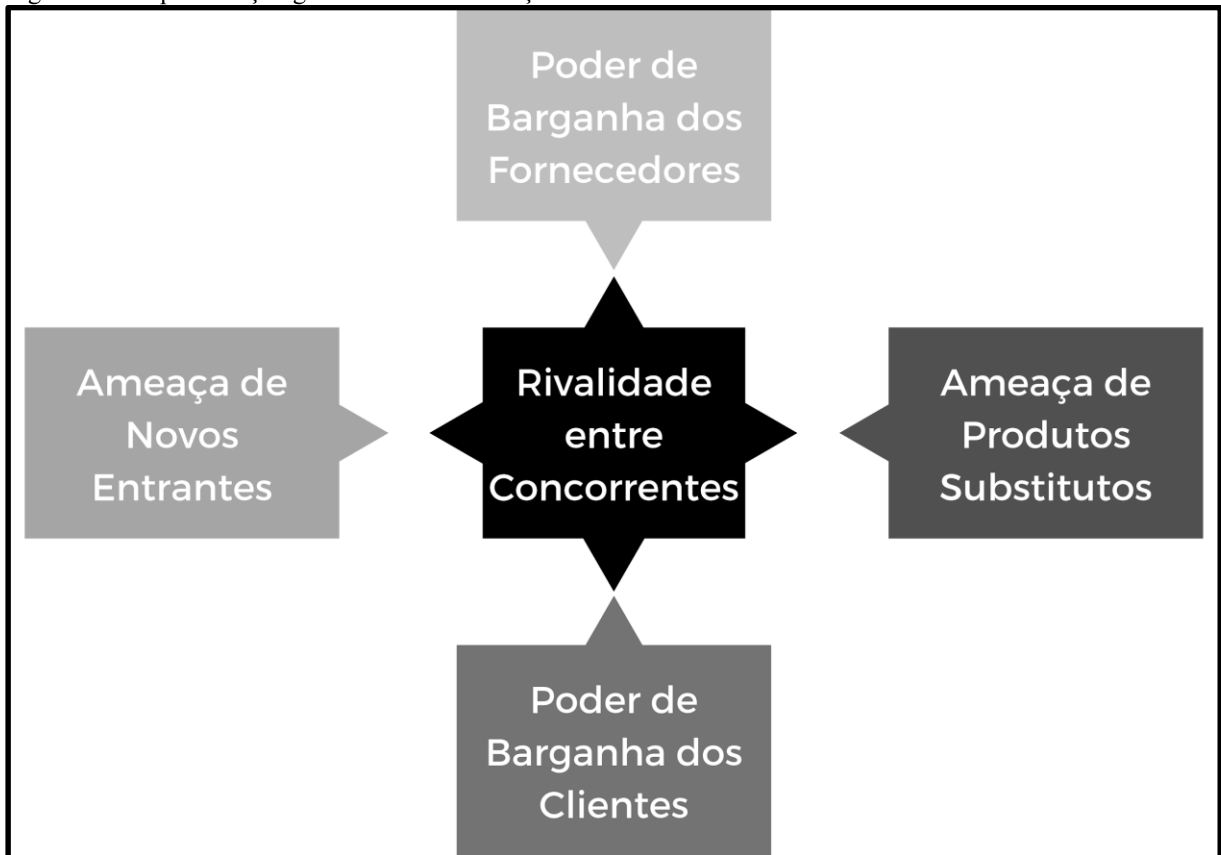 Poder de
Barganha dos
Fornecedores
Ameaça de
Novos
Entrantes
Rivalidade
entre
Concorrentes
Ameaça de
Produtos
Substitutos
Poder de
Barganha dos
Clientes